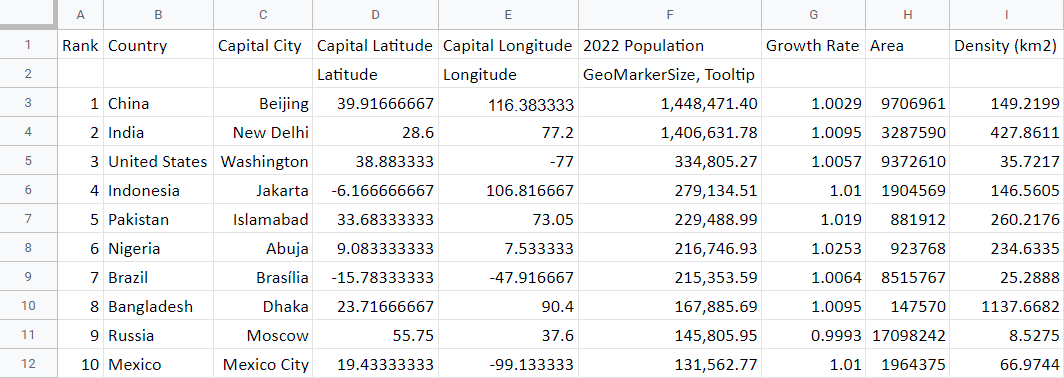 A B C D E F G H I
1 Rank Country Capital City Capital Latitude Capital Longitude 2022 Population Growth Rate Area Density (km2)
2 Latitude Longitude GeoMarkerSize, Tooltip
3 1 China Beijing 39.91666667 116.383333 1,448,471.40 1.0029 9706961 149.2199
4 2 India New Delhi 28.6 77.2 1,406,631.78 1.0095 3287590 427.8611
5 3 United States Washington 38.883333 -77 334,805.27 1.0057 9372610 35.7217
6 4 Indonesia Jakarta -6.166666667 106.816667 279,134.51 1.01 1904569 146.5605
7 5 Pakistan Islamabad 33.68333333 73.05 229,488.99 1.019 881912 260.2176
8 6 Nigeria Abuja 9.083333333 7.533333 216,746.93 1.0253 923768 234.6335
9 7 Brazil Brasília -15.78333333 -47.916667 215,353.59 1.0064 8515767 25.2888
10 8 Bangladesh Dhaka 23.71666667 90.4 167,885.69 1.0095 147570 1137.6682
11 9 Russia Moscow 55.75 37.6 145,805.95 0.9993 17098242 8.5275
12 10 Mexico Mexico City 19.43333333 -99.133333 131,562.77 1.01 1964375 66.9744